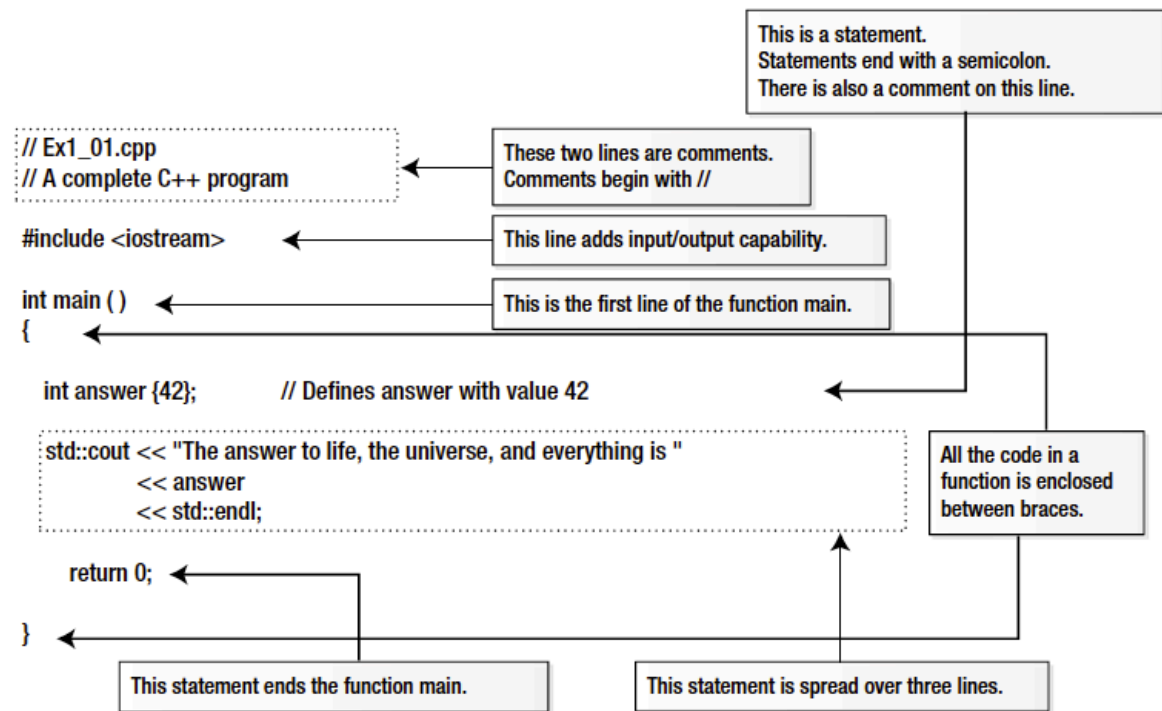 This is a statement.
Statements end with a semicolon.
There is also a comment on this line.
// Ex1_01.cpp
// A complete C++ program
These two lines are comments.
Comments begin with //
#include <iostream>
This line adds input/output capability.
int main ( )
This is the first line of the function main.
{
int answer {42}; // Defines answer with value 42
std::cout << "The answer to life, the universe, and everything is "
<< answer
<< std::endl;
All the code in a
function is enclosed
between braces.
return 0;
}
This statement ends the function main.
This statement is spread over three lines.